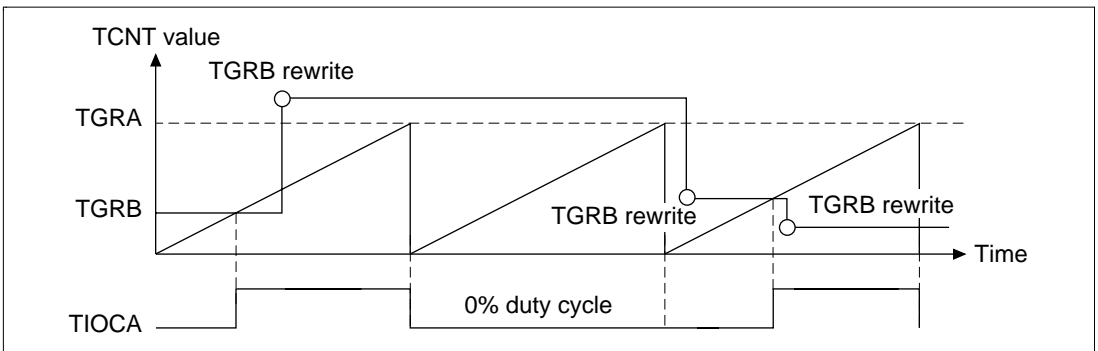 TCNT value
TGRB rewrite
TGRA
TGRB
TGRB rewrite
TGRB rewrite
Time
0% duty cycle
TIOCA